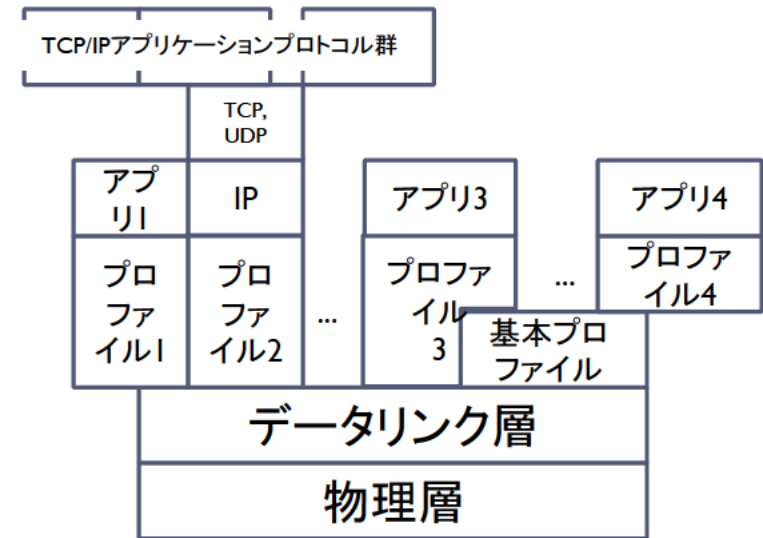 TCP/IPアプリケーションプロトコル群
TCP,
UDP
アプ
リ1
IP
アプリ3
アプリ4
プロ
ファ
イル1
プロ
ファ
イル2
...
プロファ
イル
3
...
プロファ
イル4
基本プロ
ファイル
データリンク層
物理層